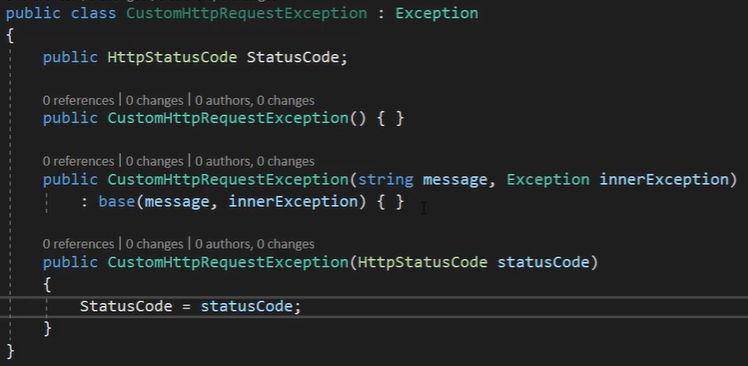 public class CustomHttpRequestException : Exception
{
public HttpStatusCode StatusCode;
0 references | 0 changes | 0 authors, 0 changes
public CustomHttpRequestException() { }
0 references | 0 changes | 0 authors, 0 changes
public CustomHttpRequestException(string message, Exception innerException)
: base(message, innerException) { }
0 references | 0 changes | 0 authors, 0 changes
public CustomHttpRequestException(HttpStatusCode statusCode)
{
StatusCode = statusCode;
}
}